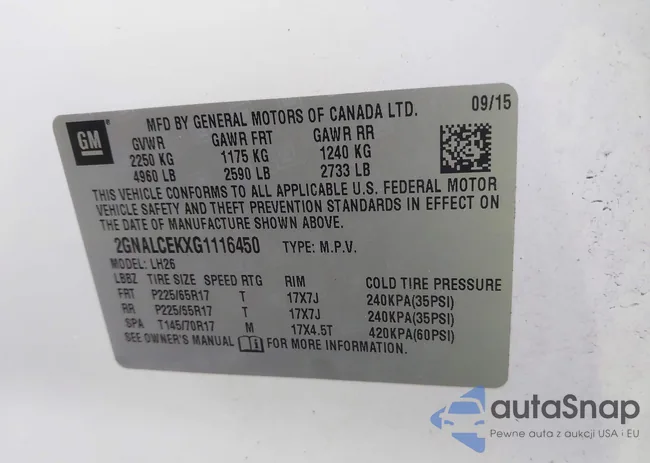 MFD BY GENERAL MOTORS OF CANADA LTD. 09/15
GM
GVWR GAWR FRT GAWR RR
2250 KG 1175 KG 1240 KG
4960 LB 2590 LB 2733 LB
THIS VEHICLE CONFORMS TO ALL APPLICABLE U.S. FEDERAL MOTOR
VEHICLE SAFETY AND THEFT PREVENTION STANDARDS IN EFFECT ON
THE DATE OF MANUFACTURE SHOWN ABOVE.
2GNALCEKXG1116450 TYPE: M.P.V.
MODEL: LH26
LBBZ TIRE SIZE SPEED RTG RIM COLD TIRE PRESSURE
FRT P225/65R17 T 17X7J 240KPA(35PSI)
RR P225/65R17 T 17X7J 240KPA(35PSI)
SPA T145/70R17 M 17X4.5T 420KPA(60PSI)
SEE OWNER'S MANUAL FOR MORE INFORMATION.
autaSnap
Pewne auta z aukcji USA i EU